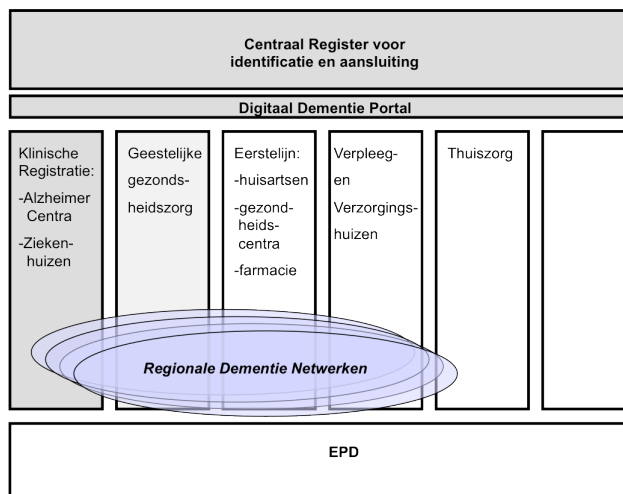 Centraal Register voor
identificatie en aansluiting
Digitaal Dementie Portal
Klinische
Registratie:
-Alzheimer
Centra
-Zieken-
huizen
Geestelijke
gezonds-
heidszorg
Eerstelijn:
-huisartsen
-gezond-
heids-
centra
-farmacie
Verpleeg-
en
Verzorgings-
huizen
Thuiszorg
Regionale Dementie Netwerken
EPD